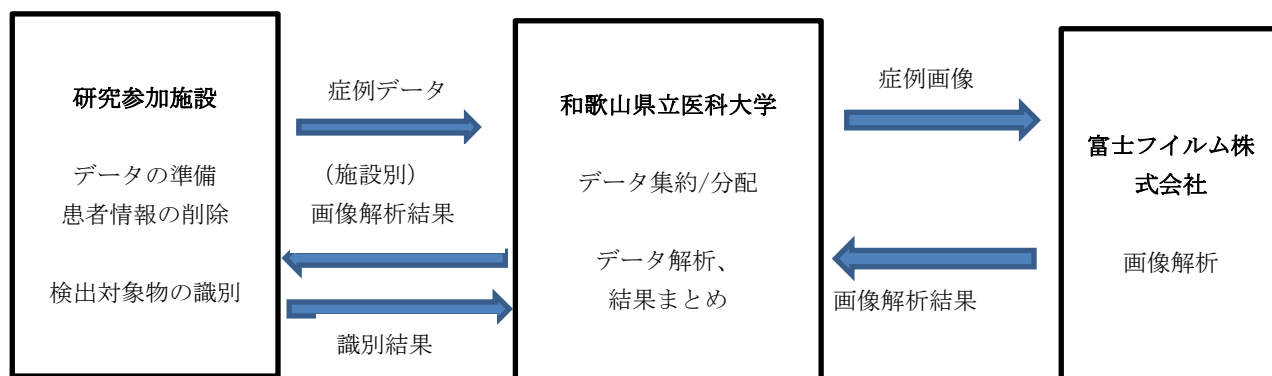 研究参加施設
データの準備
患者情報の削除
検出対象物の識別
症例データ
（施設別）
画像解析結果
識別結果
和歌山県立医科大学
データ集約/分配
データ解析、
結果まとめ
症例画像
画像解析結果
富士フイルム株
式会社
画像解析